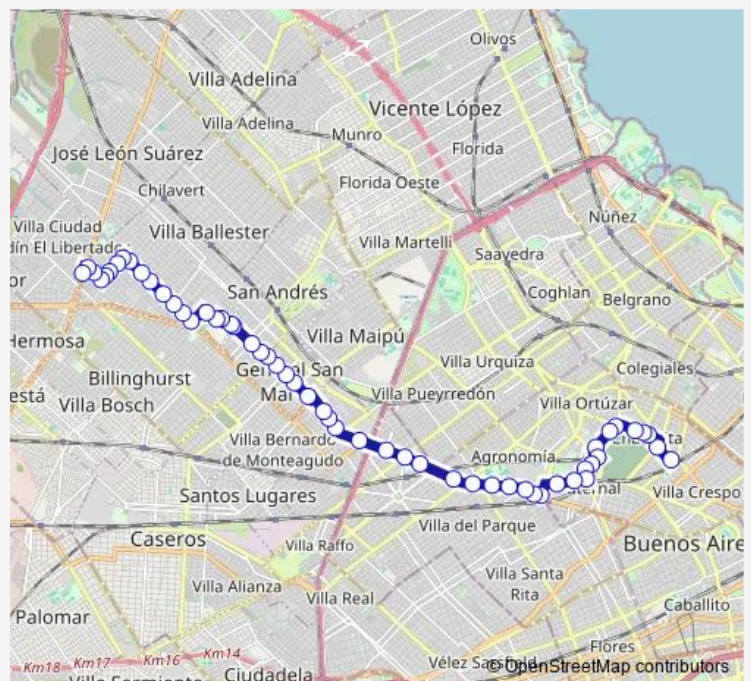 Olivos
Villa Adelina
Vicente López
Villa Adelina
Munro
José León Suárez
Florida
Chilavert
Florida Oeste
Núñez
Villa Ciudad
Villa Ballester
Villa Martelli
Saavedra
San Andrés
Coghlan
Belgrano
Villa Maipú
Hermosa
Villa Urquiza
General San
Colegiales
Billinghurst
Villa Pueyrredón
Villa Bosch
Villa Ortúzar
Villa Bernardo
de Monteagudo
Agronomía
Santos Lugares
Villa Crespo
Villa del Parque
Caseros
Villa Raffo
Buenos Aire
Villa Santa
Rita
Villa Alianza
Villa Real
Caballito
Palomar
Flores
Km18
Km17
Km16
Km14
Ciudadela
© OpenStreetMap contributors